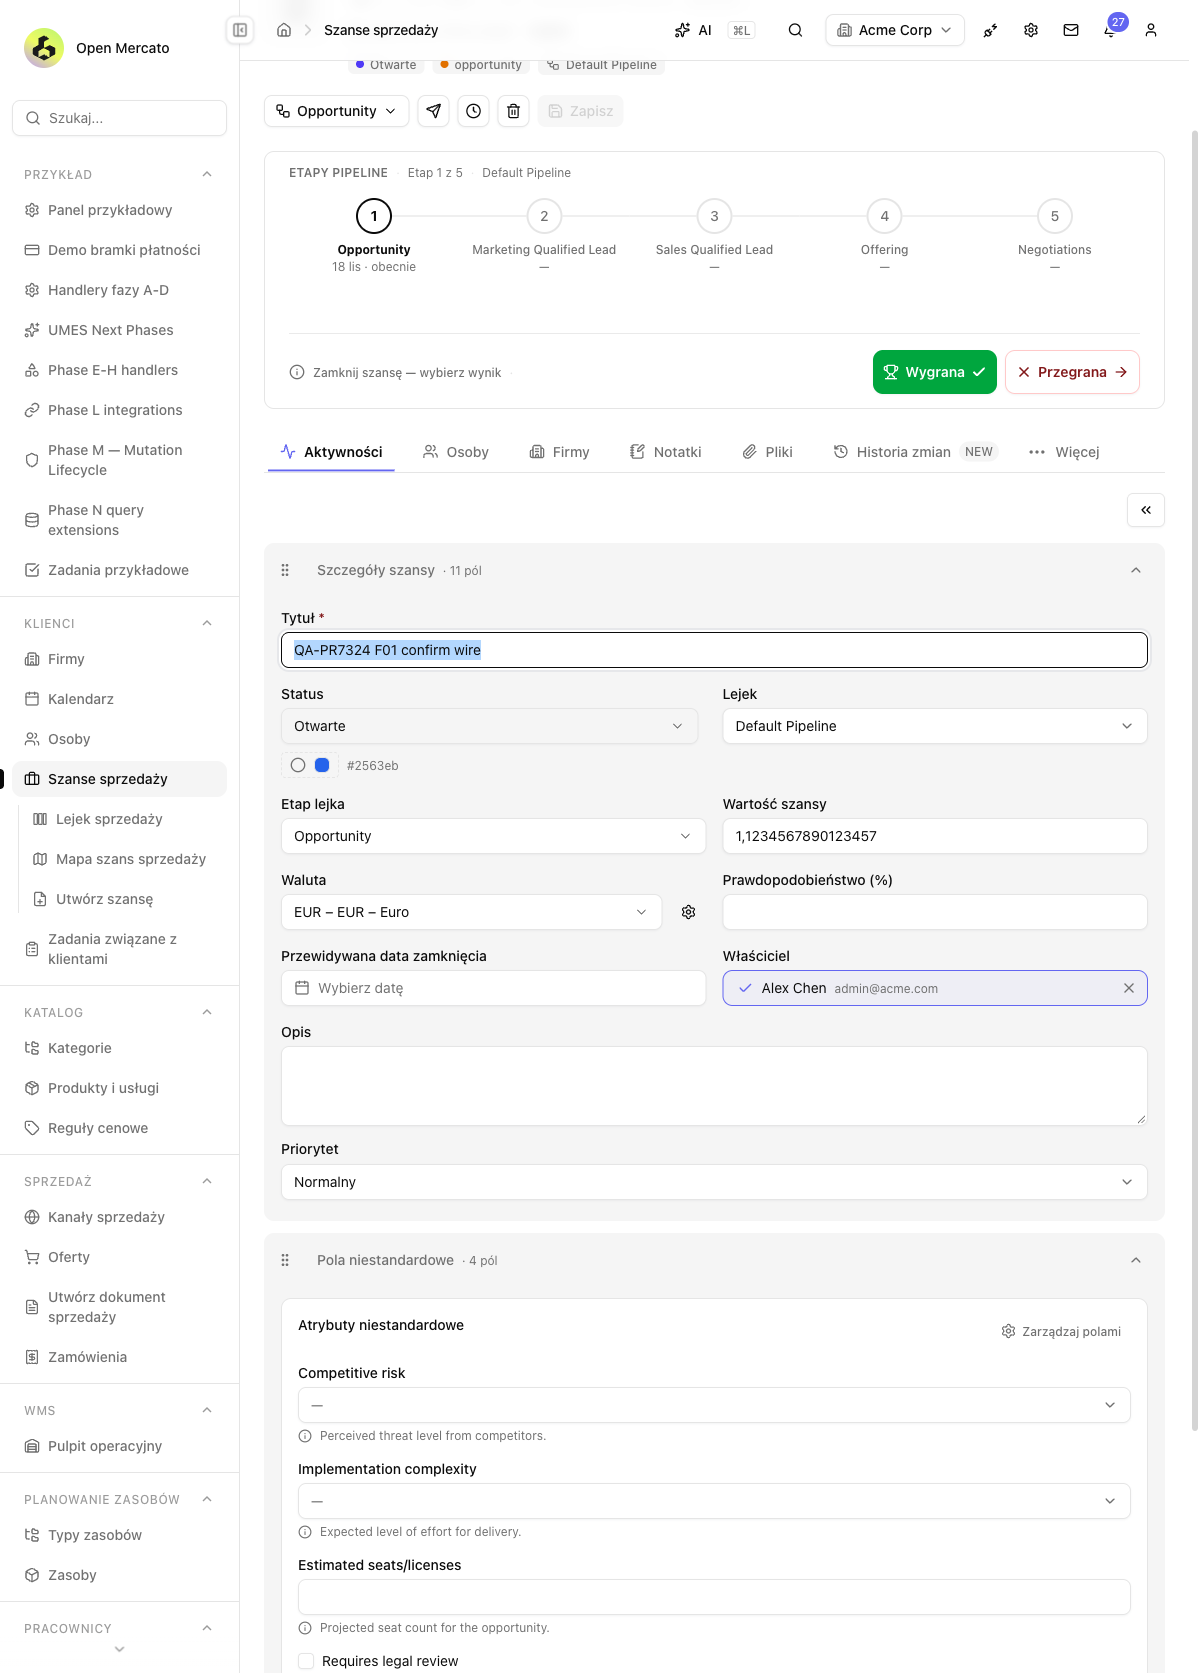 Open Mercato
Szukaj...
PRZYKŁAD
Panel przykładowy
Demo bramki płatności
Handlery fazy A-D
UMES Next Phases
Phase E-H handlers
Phase L integrations
Phase M — Mutation
Lifecycle
Phase N query
extensions
Zadania przykładowe
KLIENCI
Firmy
Kalendarz
Osoby
Szanse sprzedaży
Lejek sprzedaży
Mapa szans sprzedaży
Utwórz szansę
Zadania związane z
klientami
KATALOG
Kategorie
Produkty i usługi
Reguły cenowe
SPRZEDAŻ
Kanały sprzedaży
Oferty
Utwórz dokument
sprzedaży
Zamówienia
WMS
Pulpit operacyjny
PLANOWANIE ZASOBÓW
Typy zasobów
Zasoby
PRACOWNICY
Szanse sprzedaży
AI ⌘L
Acme Corp
27
Otwarte opportunity Default Pipeline
Opportunity
Zapisz
ETAPY PIPELINE · Etap 1 z 5 · Default Pipeline
1 2 3 4 5
Opportunity Marketing Qualified Lead Sales Qualified Lead Offering Negotiations
18 lis · obecnie — — — —
Zamknij szansę — wybierz wynik ·
Wygrana
Przegrana
Aktywności Osoby Firmy Notatki Pliki Historia zmian NEW Więcej
Szczegóły szansy · 11 pól
Tytuł *
QA-PR7324 F01 confirm wire
Status Lejek
Otwarte Default Pipeline
#2563eb
Etap lejka Wartość szansy
Opportunity 1,1234567890123457
Waluta Prawdopodobieństwo (%)
EUR – EUR – Euro
Przewidywana data zamknięcia Właściciel
Wybierz datę Alex Chen admin@acme.com
Opis
Priorytet
Normalny
Pola niestandardowe · 4 pól
Atrybuty niestandardowe
Zarządzaj polami
Competitive risk
—
Perceived threat level from competitors.
Implementation complexity
—
Expected level of effort for delivery.
Estimated seats/licenses
Projected seat count for the opportunity.
Requires legal review